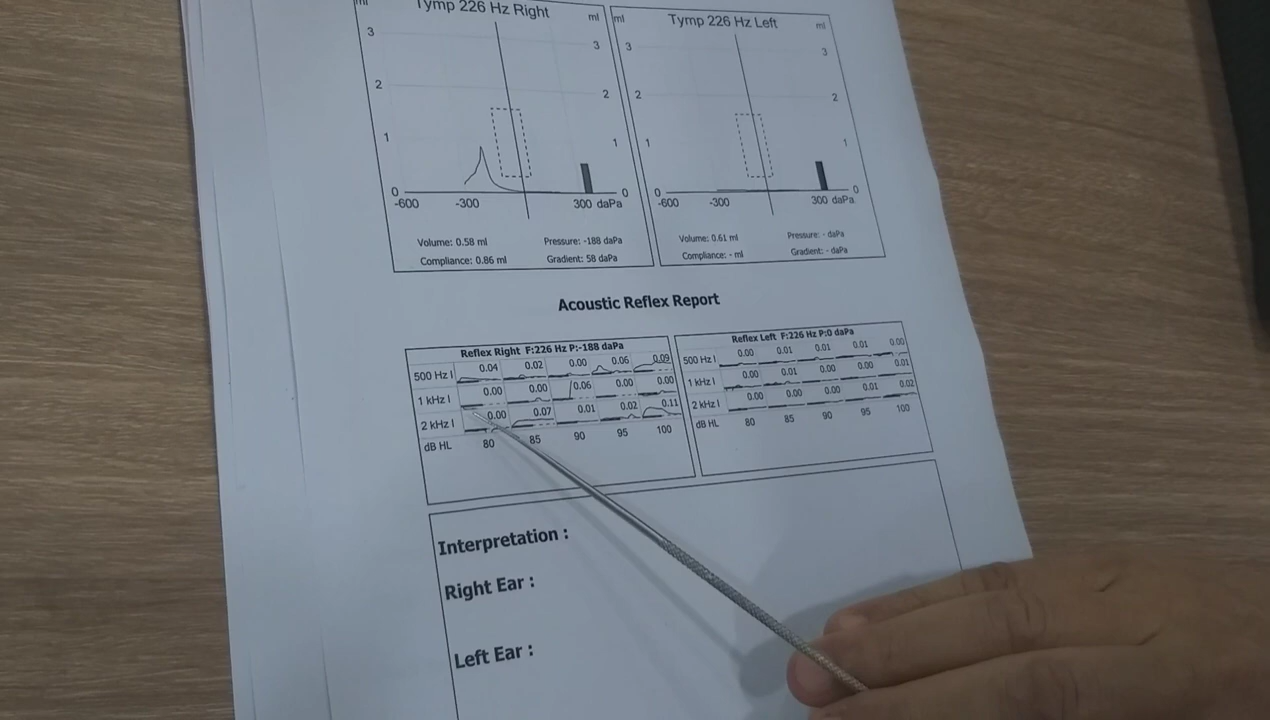 Tymp 226 Hz Right
ml
ml
3
3
2
2
1
1
0
0
-600
-300
300 daPa
Volume: 0.58 ml
Pressure: -188 daPa
Compliance: 0.86 ml
Gradient: 58 daPa
Tymp 226 Hz Left
ml
ml
3
3
2
2
1
1
0
0
-600
-300
300 daPa
Volume: 0.61 ml
Pressure: - daPa
Compliance: - ml
Gradient: - daPa
Acoustic Reflex Report
Reflex Right F:226 Hz P:-188 daPa
500 Hz I 0.04 0.02 0.00 0.06 0.09
1 kHz I 0.00 0.00 0.06 0.00 0.00
2 kHz I 0.00 0.07 0.01 0.02 0.11
dB HL 80 85 90 95 100
Reflex Left F:226 Hz P:0 daPa
500 Hz I 0.00 0.01 0.01 0.01 0.00
1 kHz I 0.00 0.01 0.00 0.00 0.01
2 kHz I 0.00 0.00 0.00 0.01 0.02
dB HL 80 85 90 95 100
Interpretation :
Right Ear :
Left Ear :